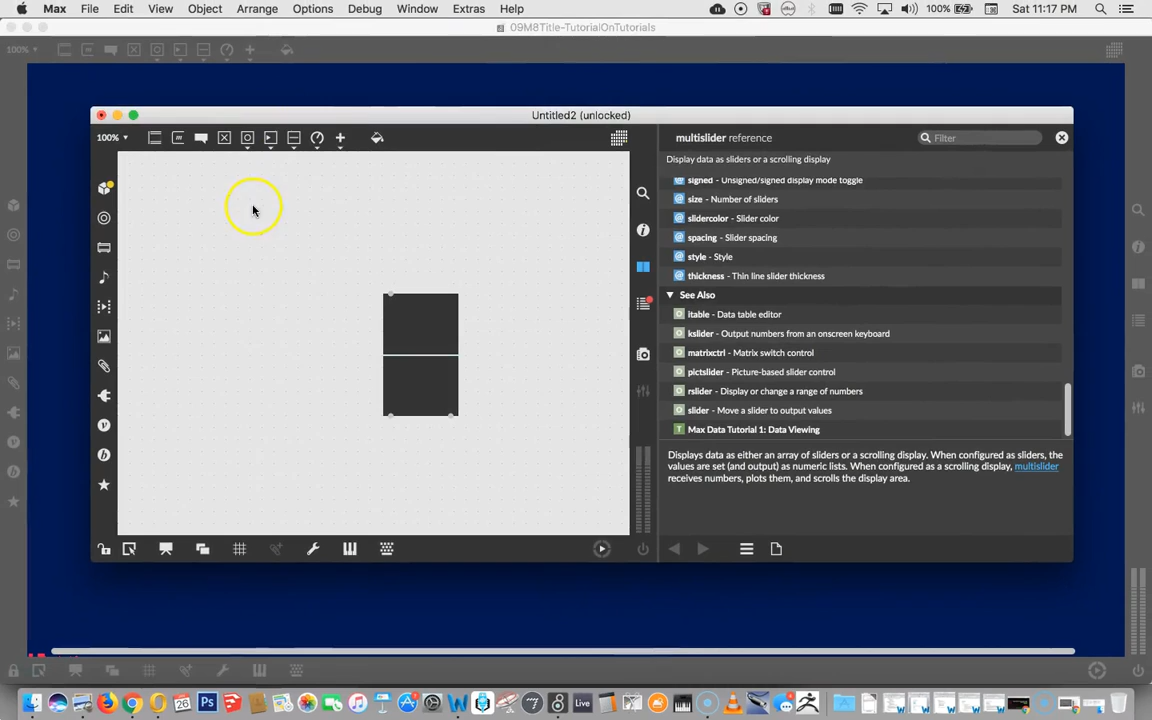 Max File Edit View Object Arrange Options Debug Window Extras Help 100% Sat 11:17 PM
09M8Title-TutorialOnTutorials
100%
Untitled2 (unlocked)
100%
multislider reference
Filter
Display data as sliders or a scrolling display
signed - Unsigned/signed display mode toggle
size - Number of sliders
slidercolor - Slider color
spacing - Slider spacing
style - Style
thickness - Thin line slider thickness
See Also
itable - Data table editor
kslider - Output numbers from an onscreen keyboard
matrixctrl - Matrix switch control
pictslider - Picture-based slider control
rslider - Display or change a range of numbers
slider - Move a slider to output values
Max Data Tutorial 1: Data Viewing
Displays data as either an array of sliders or a scrolling display. When configured as sliders, the
values are set (and output) as numeric lists. When configured as a scrolling display, multislider
receives numbers, plots them, and scrolls the display area.
Live